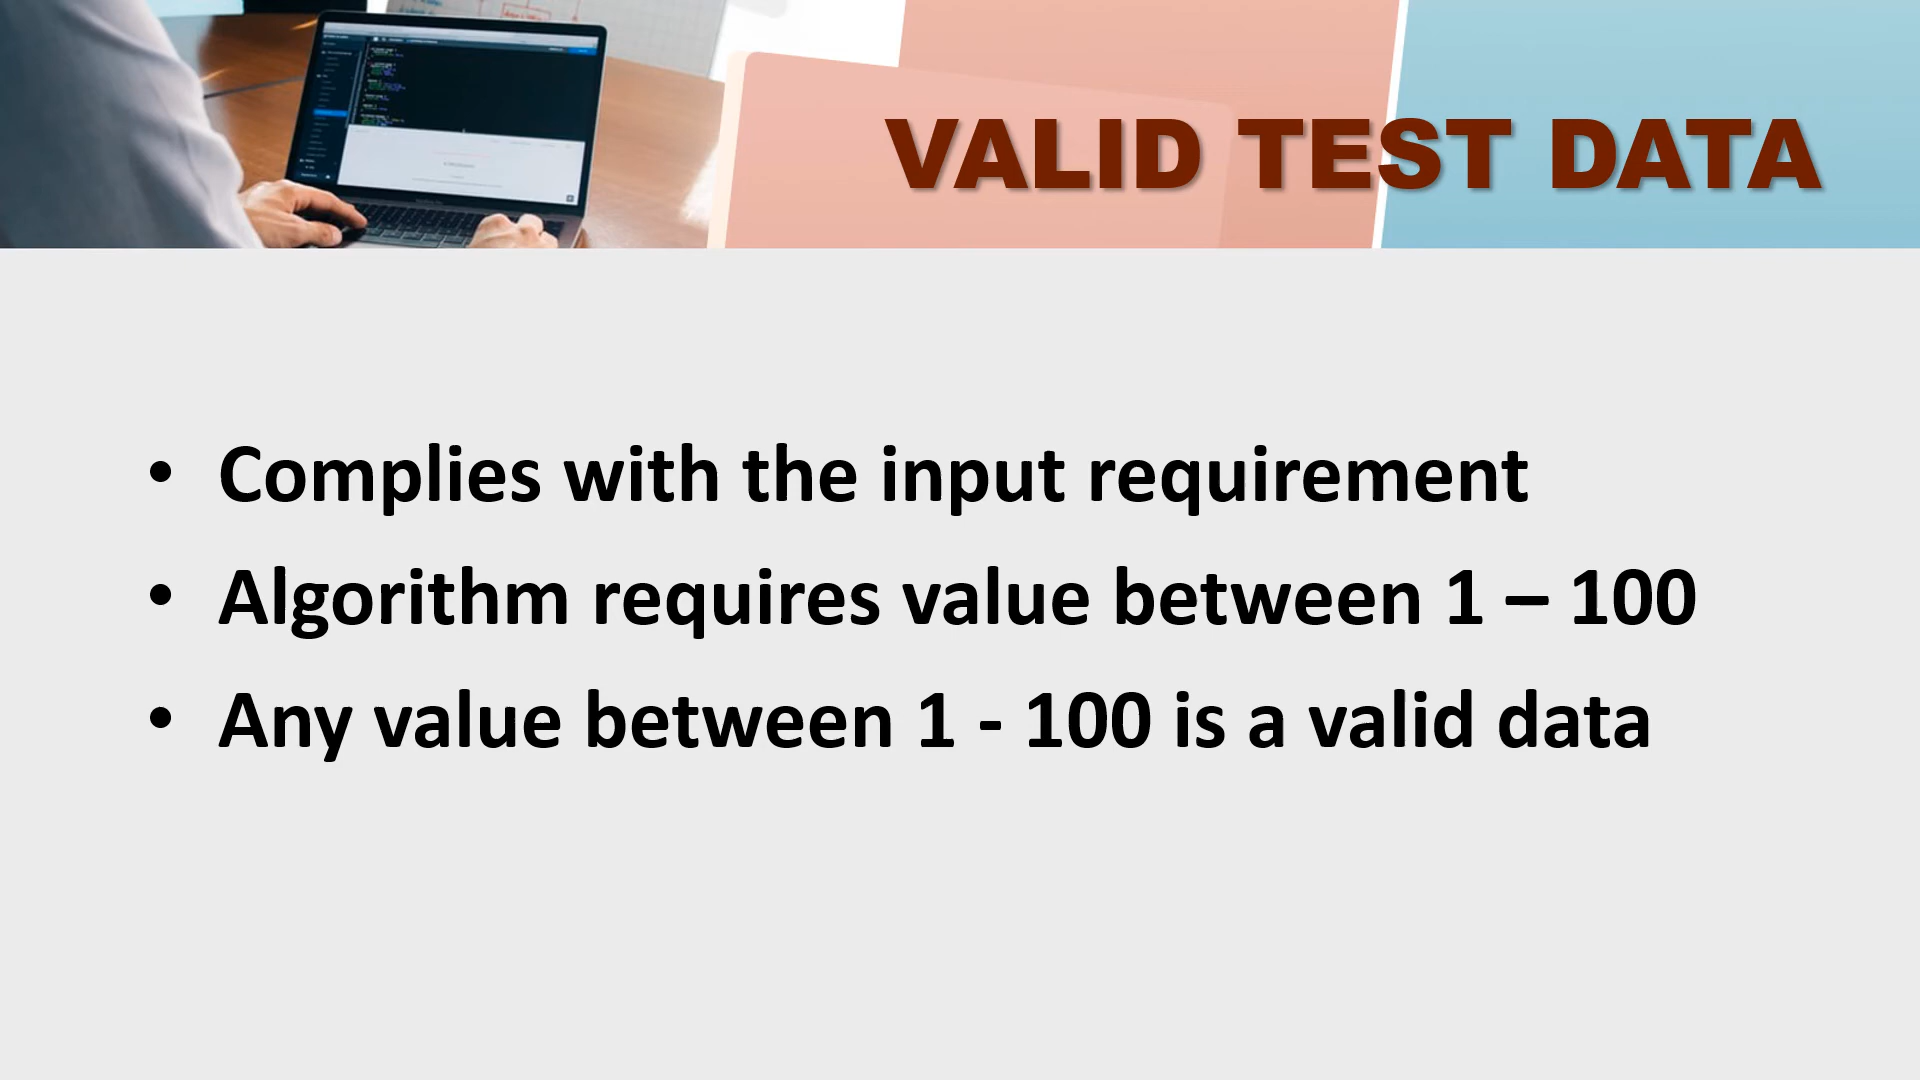 VALID TEST DATA
• Complies with the input requirement
• Algorithm requires value between 1 – 100
• Any value between 1 - 100 is a valid data